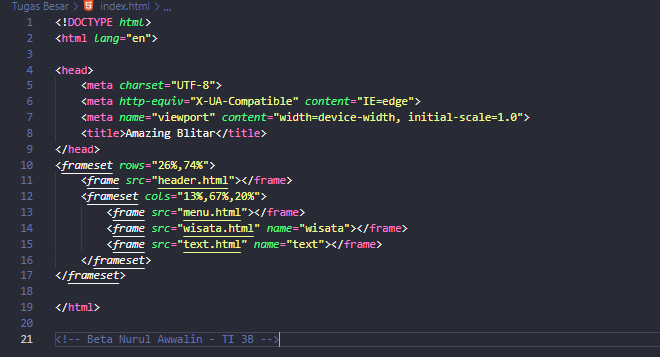 Tugas Besar > index.html > ...
1 <!DOCTYPE html>
2 <html lang="en">
3
4 <head>
5     <meta charset="UTF-8">
6     <meta http-equiv="X-UA-Compatible" content="IE=edge">
7     <meta name="viewport" content="width=device-width, initial-scale=1.0">
8     <title>Amazing Blitar</title>
9 </head>
10 <frameset rows="26%,74%">
11     <frame src="header.html"></frame>
12     <frameset cols="13%,67%,20%">
13         <frame src="menu.html"></frame>
14         <frame src="wisata.html" name="wisata"></frame>
15         <frame src="text.html" name="text"></frame>
16     </frameset>
17 </frameset>
18
19 </html>
20
21 <!-- Beta Nurul Awwalin - TI 3B -->